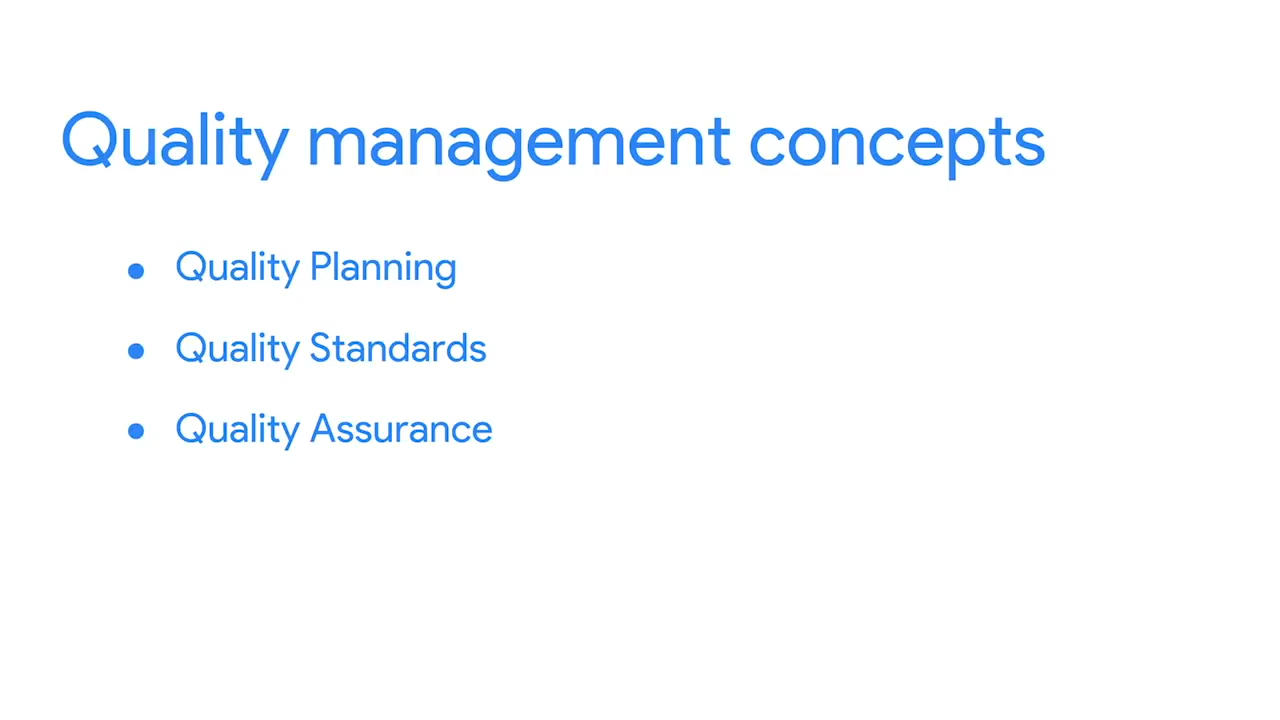 Quality management concepts
• Quality Planning
• Quality Standards
• Quality Assurance